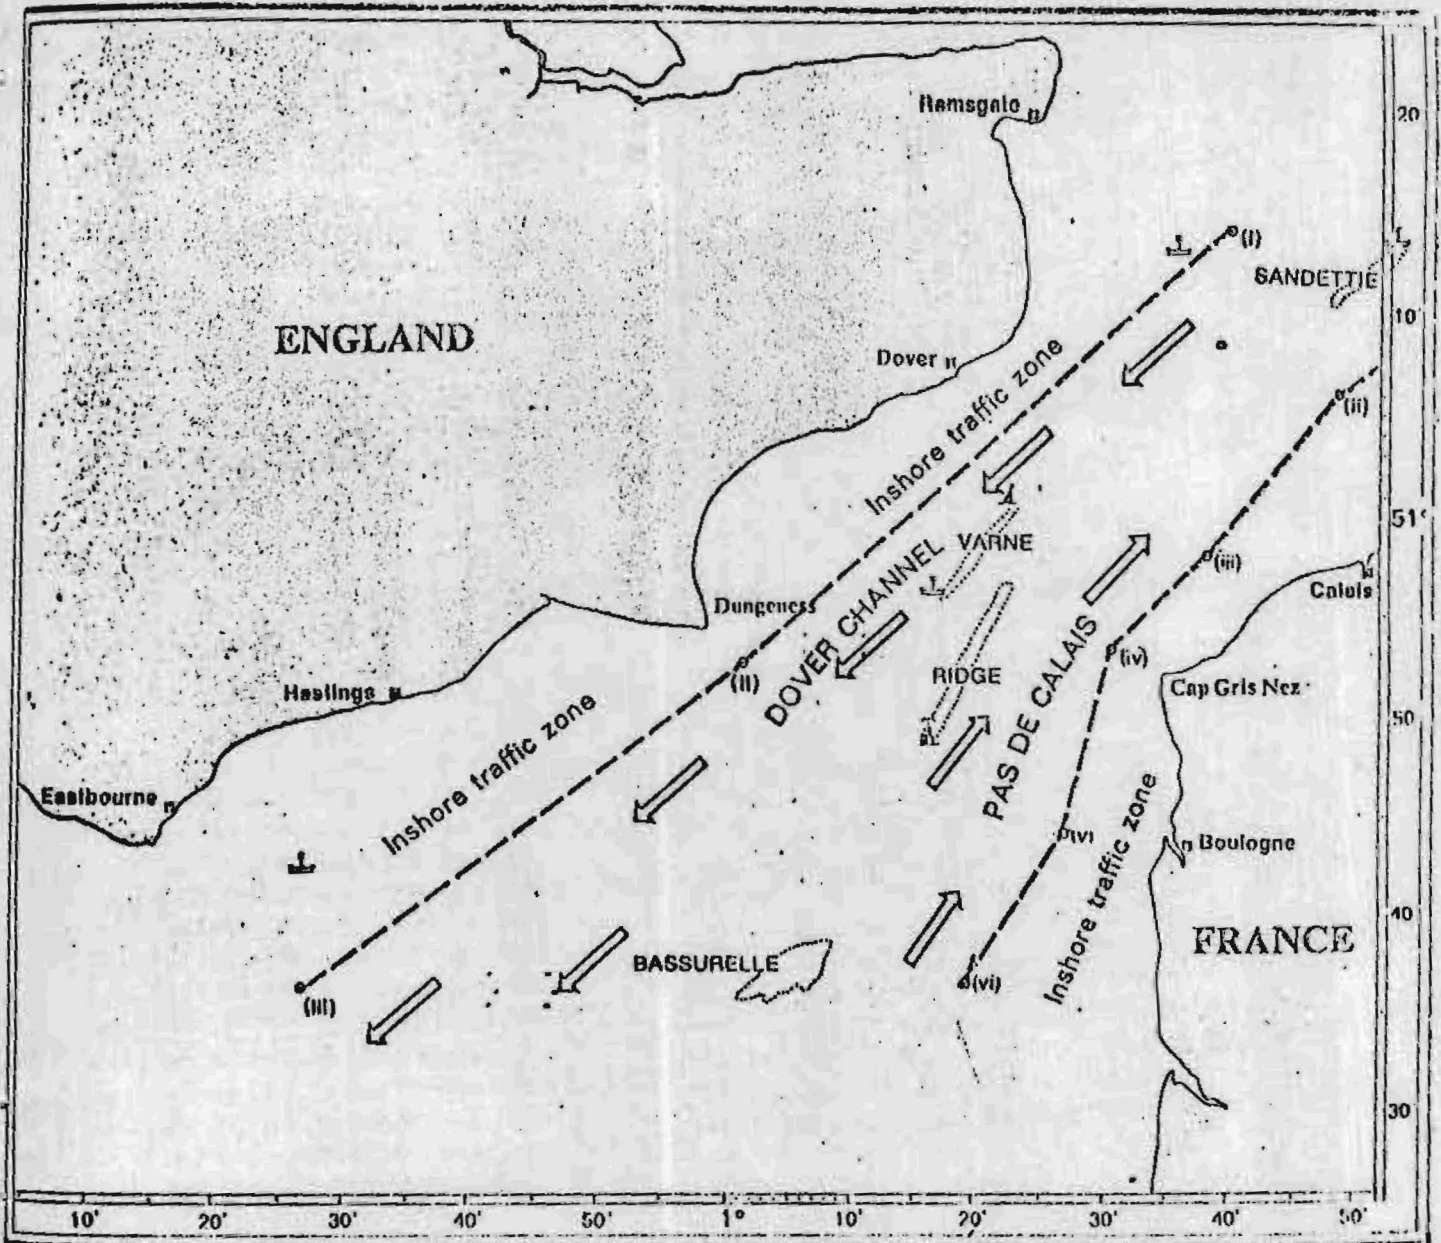 Ramsgate
20
(i)
SANDETTIE
ENGLAND
10
Dover
Inshore traffic zone
(ii)
VARNE
51°
(iii)
Calais
Dungeness
DOVER CHANNEL
(iv)
RIDGE
PAS DE CALAIS
Cap Gris Nez
(ii)
Hastings
50
Inshore traffic zone
Eastbourne
(v)
Boulogne
Inshore traffic zone
40
FRANCE
BASSURELLE
(vi)
(iii)
30
10' 20' 30' 40' 50' 1° 10' 20' 30' 40' 50'